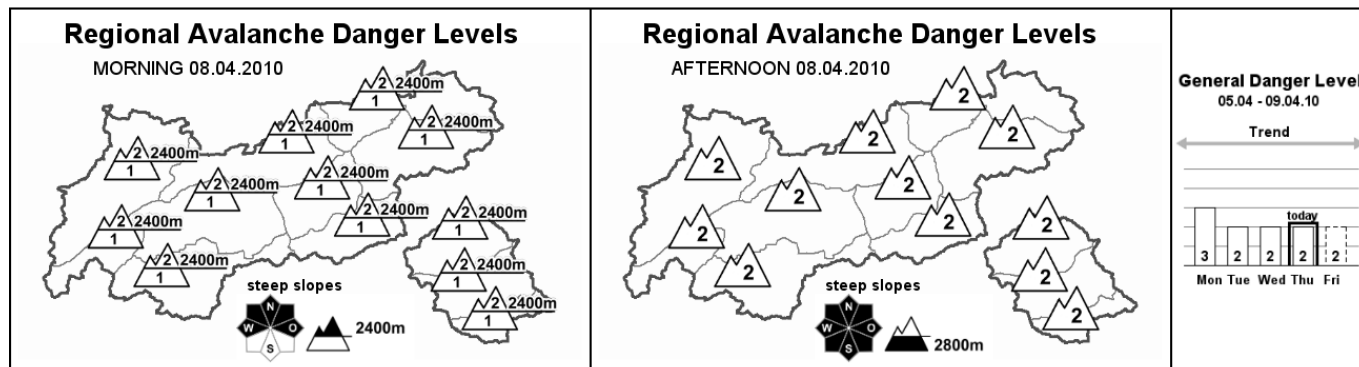 Regional Avalanche Danger Levels
MORNING 08.04.2010
2 2400m
1
2 2400m
1
2 2400m
1
2 2400m
1
2 2400m
1
2 2400m
1
2 2400m
1
2 2400m
1
2 2400m
1
2 2400m
1
2 2400m
1
2 2400m
1
steep slopes
N
W O
S
2400m
Regional Avalanche Danger Levels
AFTERNOON 08.04.2010
2
2
2
2
2
2
2
2
2
2
2
2
steep slopes
N
W O
S
2800m
General Danger Level
05.04 - 09.04.10
Trend
today
3 2 2 2 2
Mon Tue Wed Thu Fri